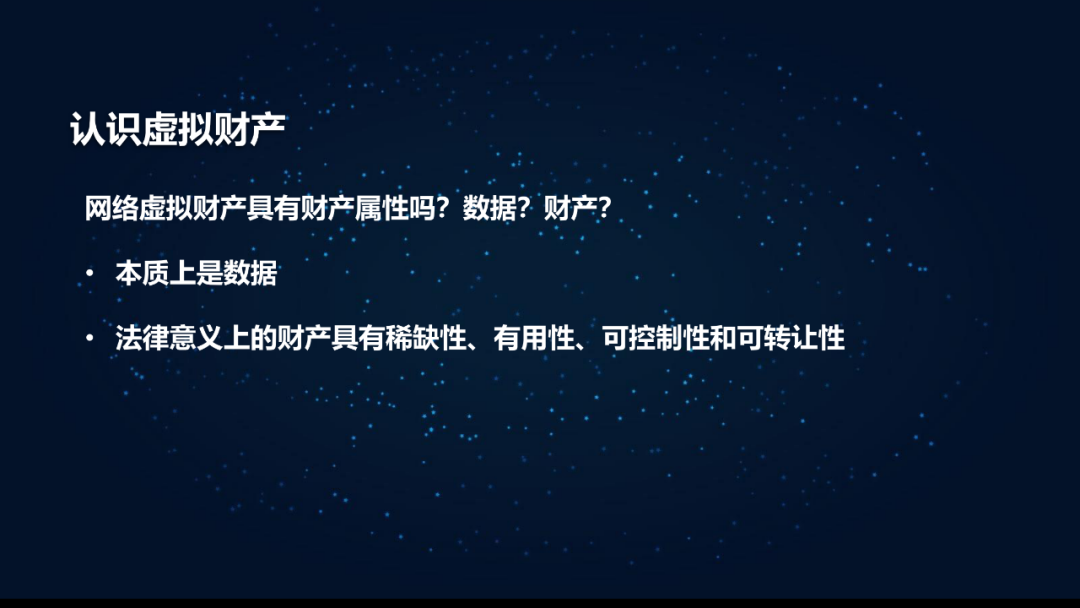 认识虚拟财产
网络虚拟财产具有财产属性吗？数据？财产？
• 本质上是数据
• 法律意义上的财产具有稀缺性、有用性、可控制性和可转让性